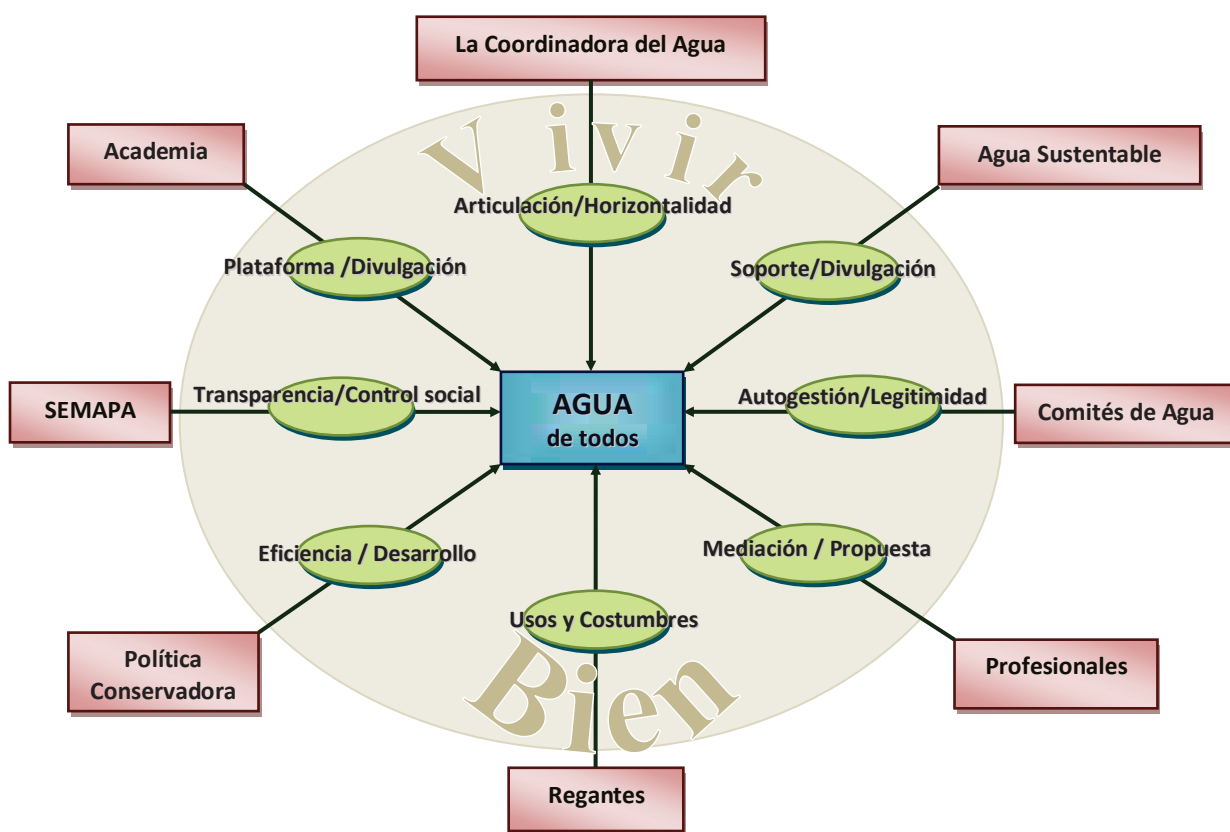 La Coordinadora del Agua
Vivir
Academia
Agua Sustentable
Articulación/Horizontalidad
Plataforma /Divulgación
Soporte/Divulgación
Transparencia/Control social
AGUA
de todos
Autogestión/Legitimidad
SEMAPA
Comités de Agua
Eficiencia / Desarrollo
Mediación / Propuesta
Usos y Costumbres
Política
Conservadora
Profesionales
Bien
Regantes